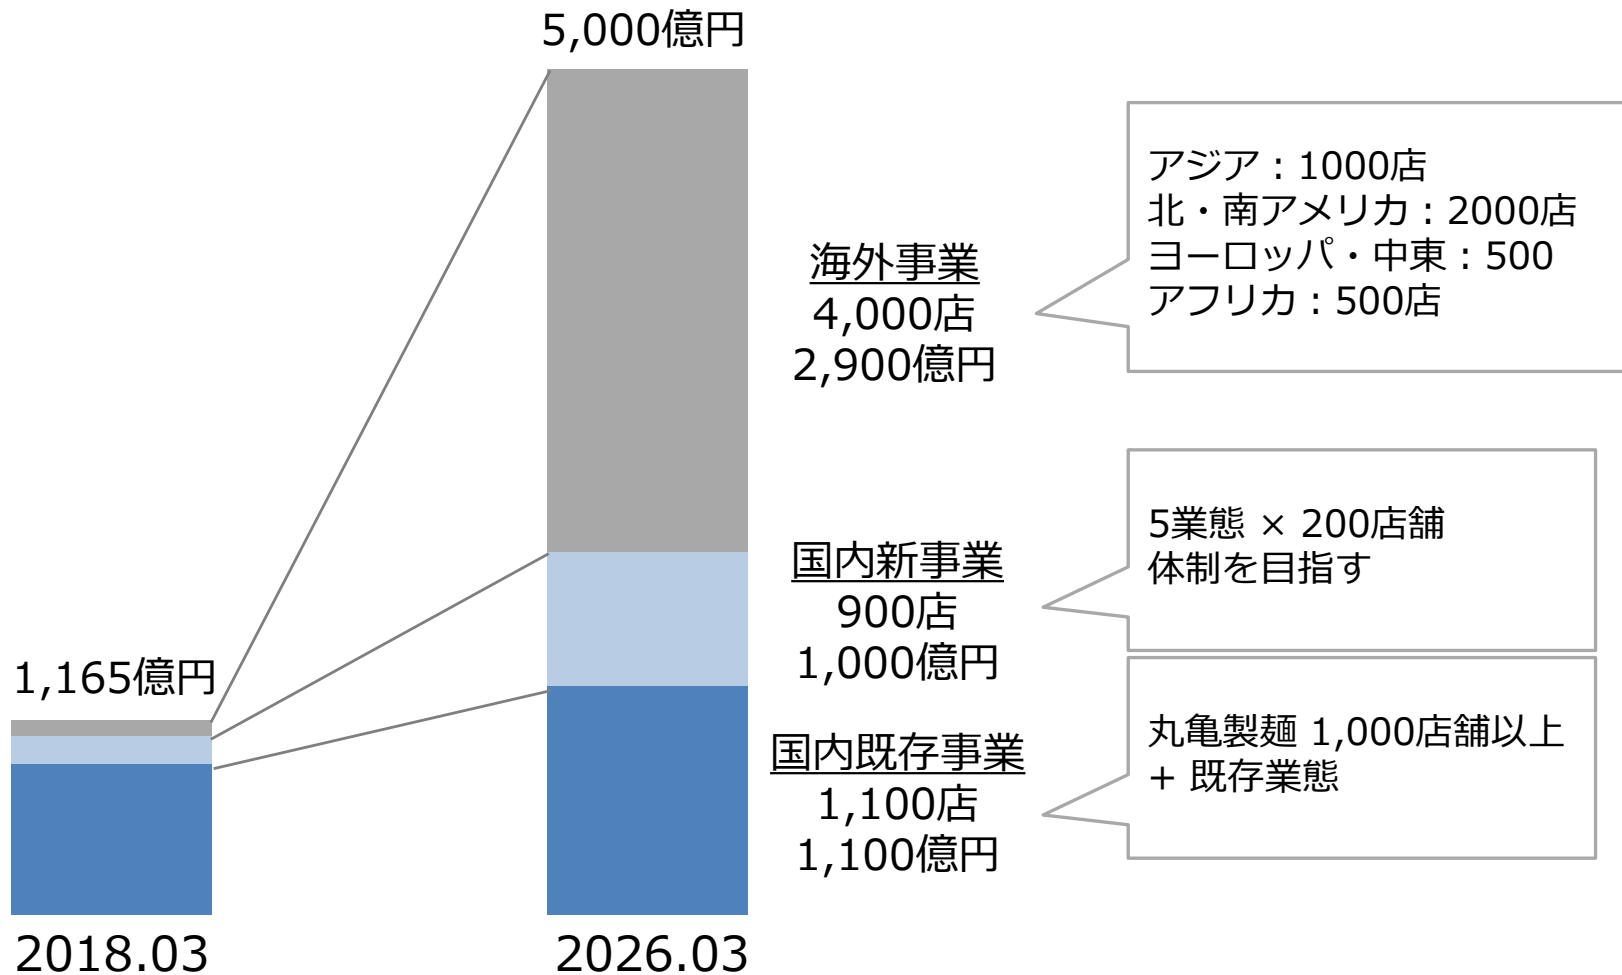 5,000億円
1,165億円
2018.03
2026.03
海外事業
4,000店
2,900億円
アジア：1000店
北・南アメリカ：2000店
ヨーロッパ・中東：500
アフリカ：500店
国内新事業
900店
1,000億円
5業態 × 200店舗
体制を目指す
国内既存事業
1,100店
1,100億円
丸亀製麺 1,000店舗以上
+ 既存業態